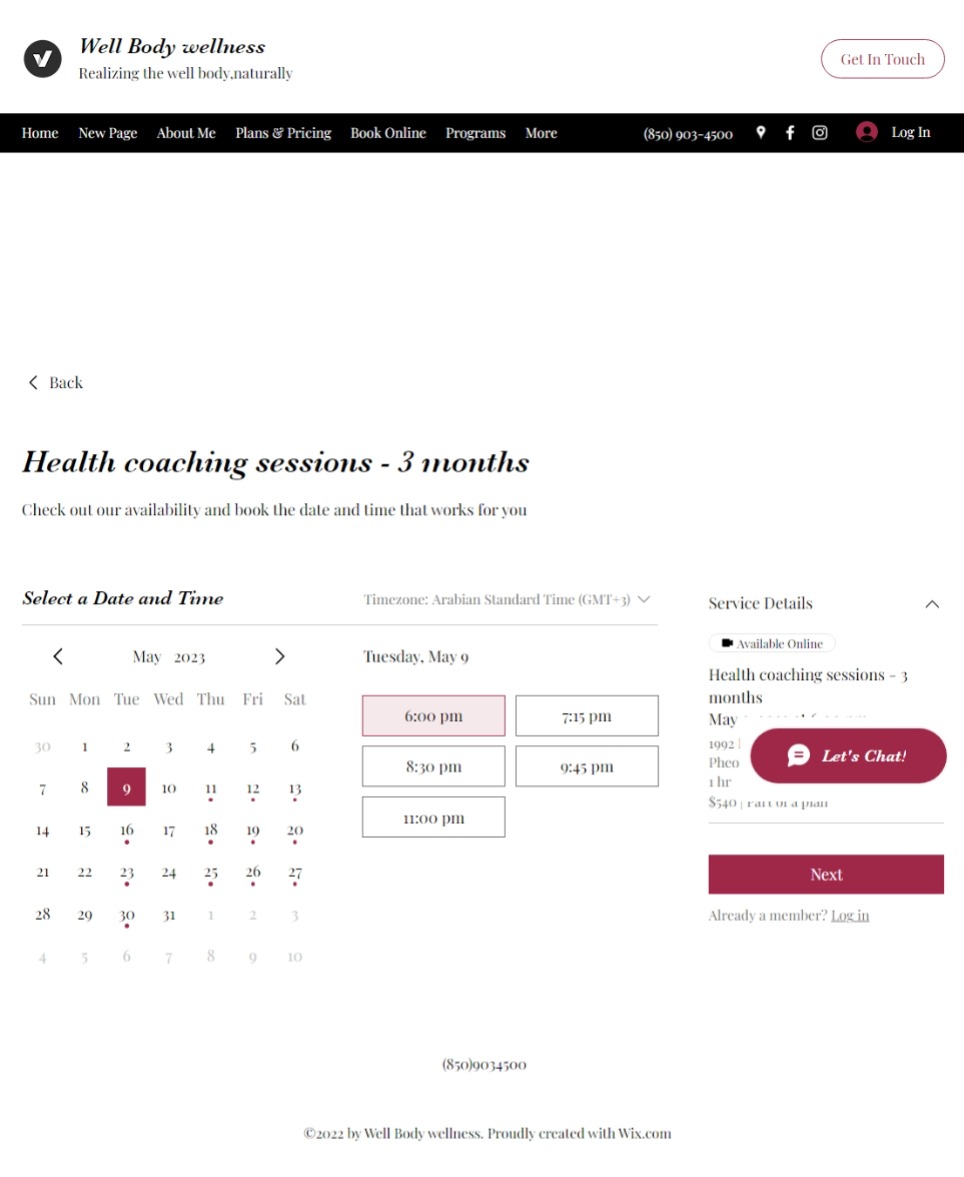 Well Body wellness
Realizing the well body,naturally
Get In Touch
Home New Page About Me Plans & Pricing Book Online Programs More (850) 903-4500 Log In
Back
Health coaching sessions - 3 months
Check out our availability and book the date and time that works for you
Select a Date and Time
Timezone: Arabian Standard Time (GMT+3)
May 2023
Sun Mon Tue Wed Thu Fri Sat
30 1 2 3 4 5 6
7 8 9 10 11 12 13
14 15 16 17 18 19 20
21 22 23 24 25 26 27
28 29 30 31 1 2 3
4 5 6 7 8 9 10
Tuesday, May 9
6:00 pm 7:15 pm
8:30 pm 9:45 pm
11:00 pm
Service Details
Available Online
Health coaching sessions - 3
months
May
1992
Pheo
1 hr
$540 | Part of a plan
Let's Chat!
Next
Already a member? Log in
(850)9034500
©2022 by Well Body wellness. Proudly created with Wix.com